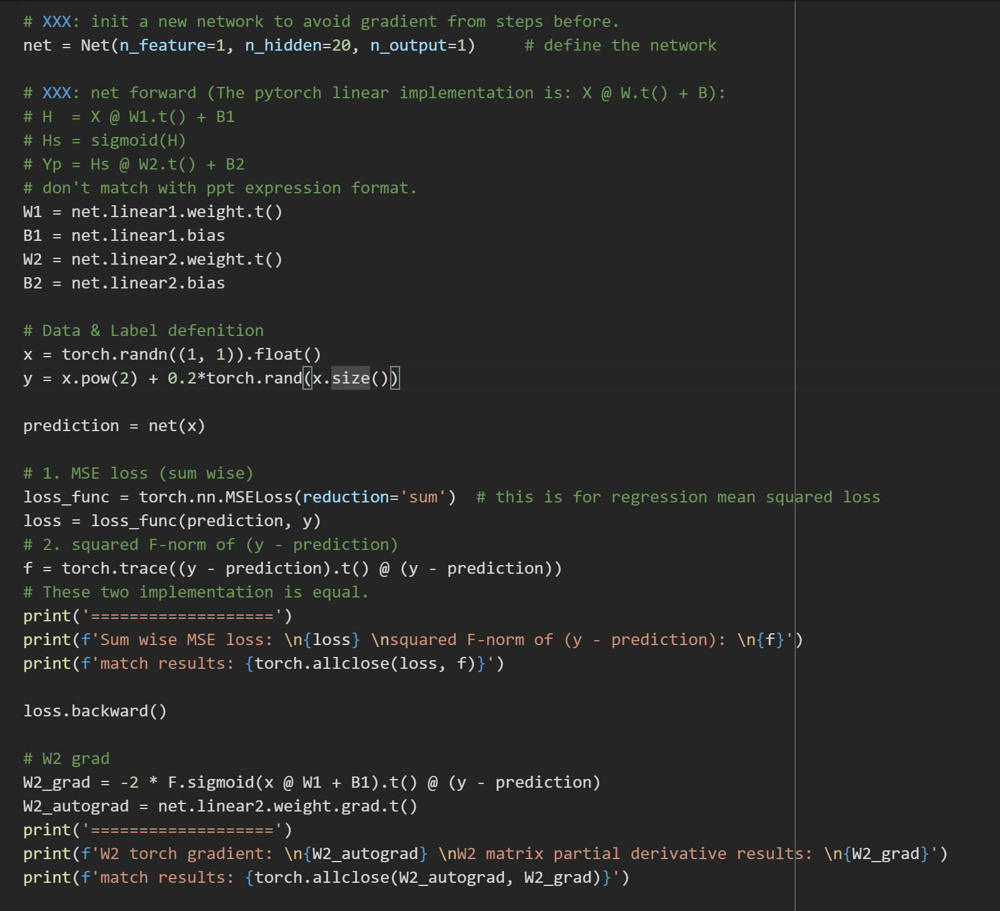 # XXX: init a new network to avoid gradient from steps before.
net = Net(n_feature=1, n_hidden=20, n_output=1)     # define the network

# XXX: net forward (The pytorch linear implementation is: X @ W.t() + B):
# H  = X @ W1.t() + B1
# Hs = sigmoid(H)
# Yp = Hs @ W2.t() + B2
# don't match with ppt expression format.
W1 = net.linear1.weight.t()
B1 = net.linear1.bias
W2 = net.linear2.weight.t()
B2 = net.linear2.bias

# Data & Label defenition
x = torch.randn((1, 1)).float()
y = x.pow(2) + 0.2*torch.rand(x.size())

prediction = net(x)

# 1. MSE loss (sum wise)
loss_func = torch.nn.MSELoss(reduction='sum')  # this is for regression mean squared loss
loss = loss_func(prediction, y)
# 2. squared F-norm of (y - prediction)
f = torch.trace((y - prediction).t() @ (y - prediction))
# These two implementation is equal.
print('===================')
print(f'Sum wise MSE loss: \n{loss} \nsquared F-norm of (y - prediction): \n{f}')
print(f'match results: {torch.allclose(loss, f)}')

loss.backward()

# W2 grad
W2_grad = -2 * F.sigmoid(x @ W1 + B1).t() @ (y - prediction)
W2_autograd = net.linear2.weight.grad.t()
print('===================')
print(f'W2 torch gradient: \n{W2_autograd} \nW2 matrix partial derivative results: \n{W2_grad}')
print(f'match results: {torch.allclose(W2_autograd, W2_grad)}')